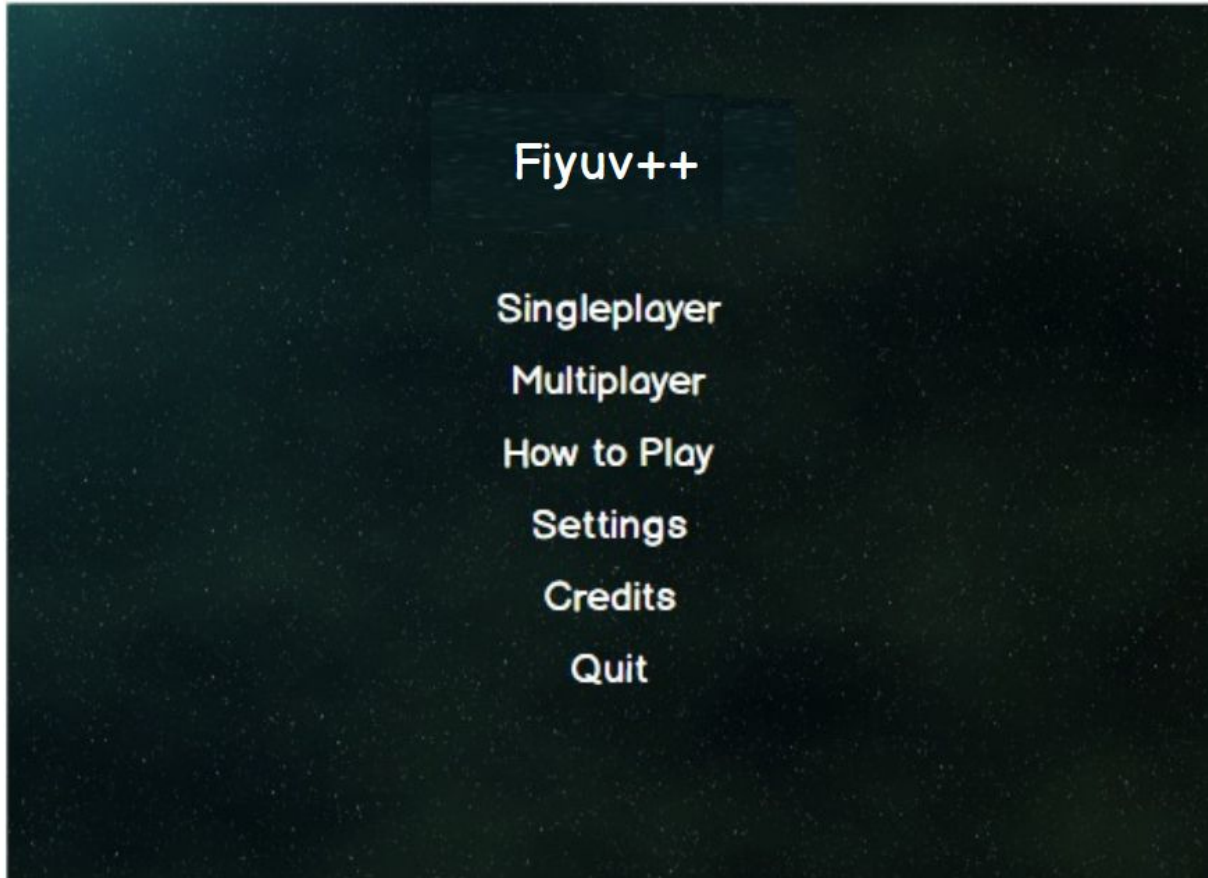 Fiyuv++
Singleplayer
Multiplayer
How to Play
Settings
Credits
Quit